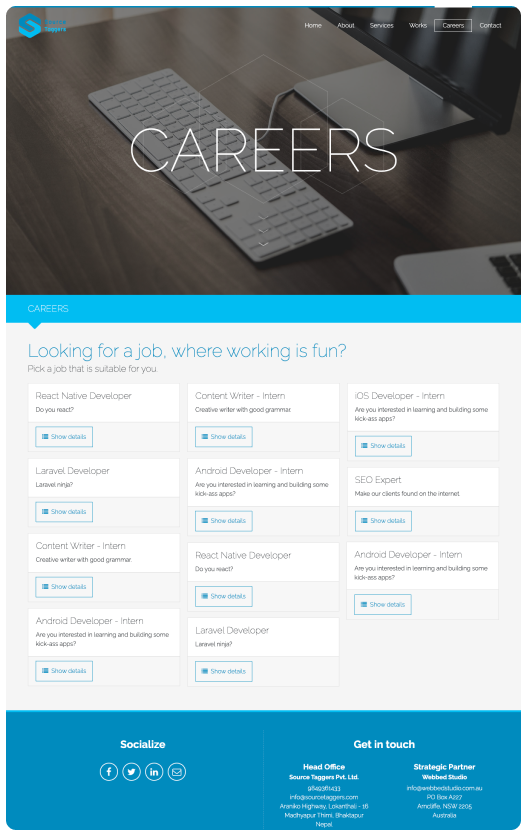 Source
Taggers
Home About Services Works Careers Contact
CAREERS
CAREERS
Looking for a job, where working is fun?
Pick a job that is suitable for you.
React Native Developer
Do you react?
Show details
Laravel Developer
Laravel ninja?
Show details
Content Writer - Intern
Creative writer with good grammar.
Show details
Android Developer - Intern
Are you interested in learning and building some
kick-ass apps?
Show details
Content Writer - Intern
Creative writer with good grammar.
Show details
Android Developer - Intern
Are you interested in learning and building some
kick-ass apps?
Show details
React Native Developer
Do you react?
Show details
Laravel Developer
Laravel ninja?
Show details
iOS Developer - Intern
Are you interested in learning and building some
kick-ass apps?
Show details
SEO Expert
Make our clients found on the internet.
Show details
Android Developer - Intern
Are you interested in learning and building some
kick-ass apps?
Show details
Socialize
Get in touch
Head Office
Source Taggers Pvt. Ltd.
9849361433
info@sourcetaggers.com
Araniko Highway, Lokanthali - 16
Madhyapur Thimi, Bhaktapur
Nepal
Strategic Partner
Webbed Studio
info@webbedstudio.com.au
PO Box A227
Arncliffe, NSW 2205
Australia